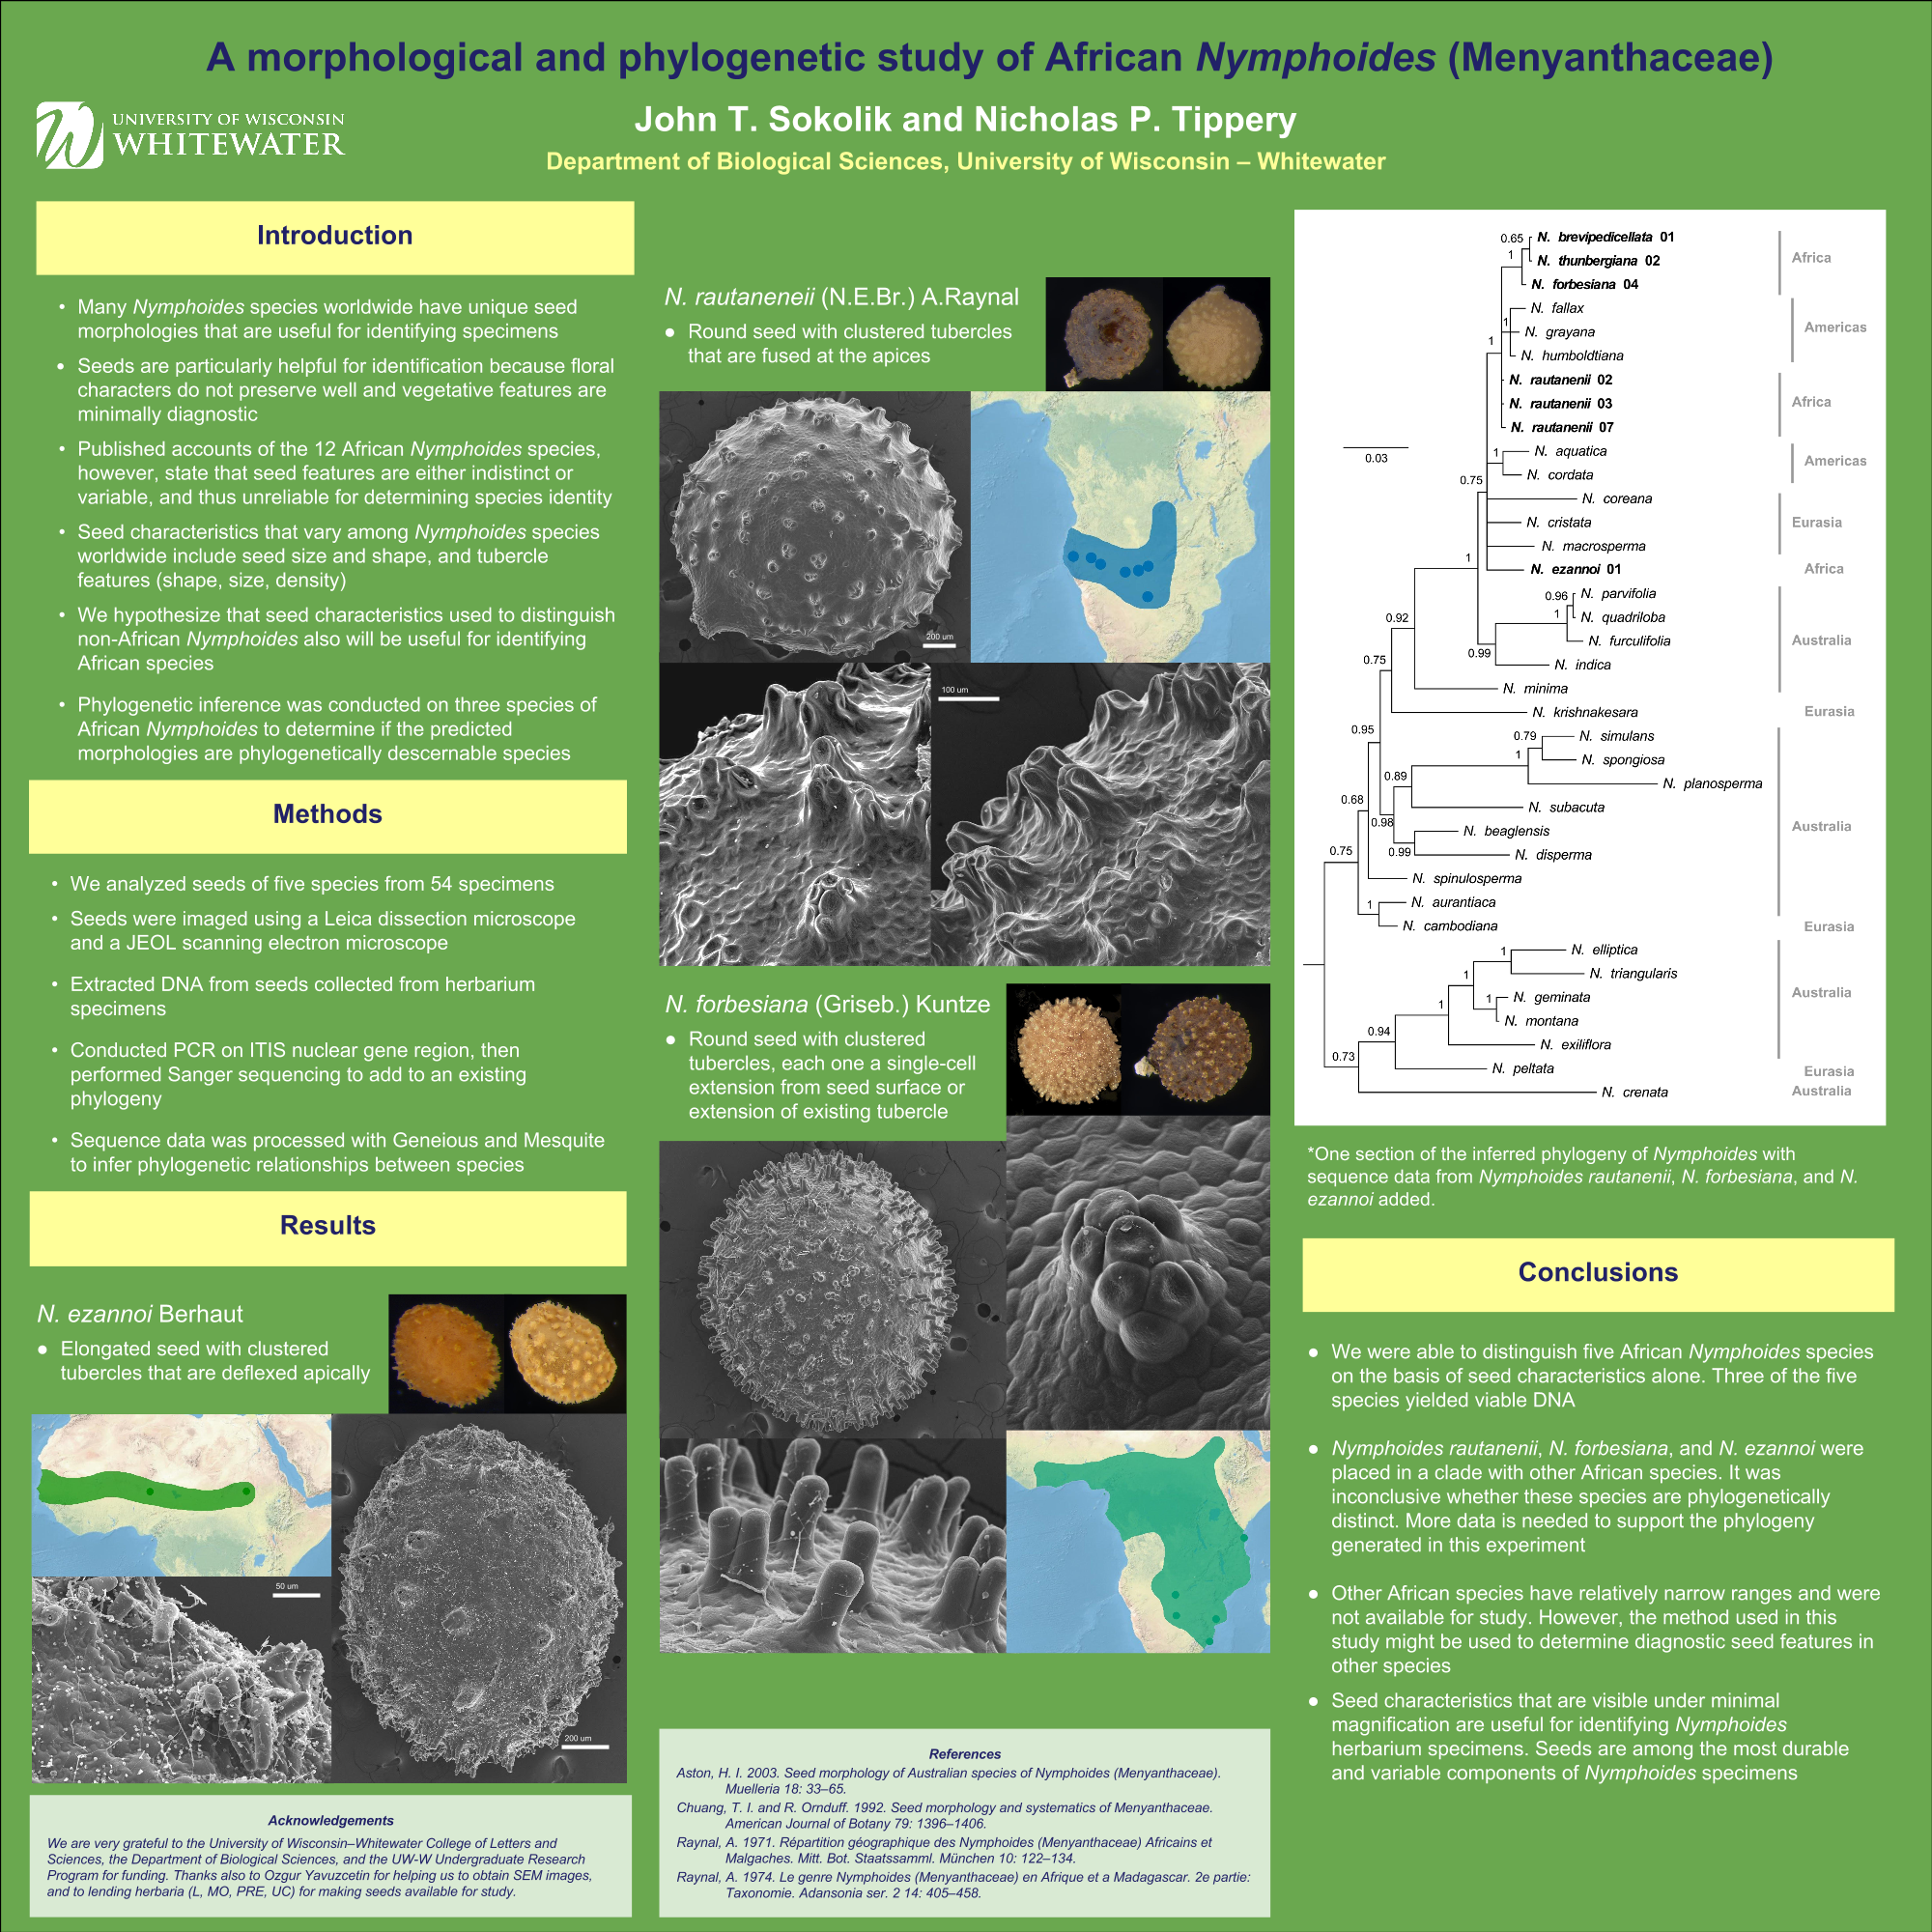 A morphological and phylogenetic study of African Nymphoides (Menyanthaceae)
UNIVERSITY OF WISCONSIN
WHITEWATER
John T. Sokolik and Nicholas P. Tippery
Department of Biological Sciences, University of Wisconsin – Whitewater
Introduction
• Many Nymphoides species worldwide have unique seed
morphologies that are useful for identifying specimens
• Seeds are particularly helpful for identification because floral
characters do not preserve well and vegetative features are
minimally diagnostic
• Published accounts of the 12 African Nymphoides species,
however, state that seed features are either indistinct or
variable, and thus unreliable for determining species identity
• Seed characteristics that vary among Nymphoides species
worldwide include seed size and shape, and tubercle
features (shape, size, density)
• We hypothesize that seed characteristics used to distinguish
non-African Nymphoides also will be useful for identifying
African species
• Phylogenetic inference was conducted on three species of
African Nymphoides to determine if the predicted
morphologies are phylogenetically descernable species
Methods
• We analyzed seeds of five species from 54 specimens
• Seeds were imaged using a Leica dissection microscope
and a JEOL scanning electron microscope
• Extracted DNA from seeds collected from herbarium
specimens
• Conducted PCR on ITIS nuclear gene region, then
performed Sanger sequencing to add to an existing
phylogeny
• Sequence data was processed with Geneious and Mesquite
to infer phylogenetic relationships between species
Results
N. ezannoi Berhaut
● Elongated seed with clustered
tubercles that are deflexed apically
50 um
200 um
Acknowledgements
We are very grateful to the University of Wisconsin–Whitewater College of Letters and
Sciences, the Department of Biological Sciences, and the UW-W Undergraduate Research
Program for funding. Thanks also to Ozgur Yavuzcetin for helping us to obtain SEM images,
and to lending herbaria (L, MO, PRE, UC) for making seeds available for study.
N. rautaneneii (N.E.Br.) A.Raynal
● Round seed with clustered tubercles
that are fused at the apices
200 um
100 um
N. forbesiana (Griseb.) Kuntze
● Round seed with clustered
tubercles, each one a single-cell
extension from seed surface or
extension of existing tubercle
References
Aston, H. I. 2003. Seed morphology of Australian species of Nymphoides (Menyanthaceae).
Muelleria 18: 33–65.
Chuang, T. I. and R. Ornduff. 1992. Seed morphology and systematics of Menyanthaceae.
American Journal of Botany 79: 1396–1406.
Raynal, A. 1971. Répartition géographique des Nymphoides (Menyanthaceae) Africains et
Malgaches. Mitt. Bot. Staatssamml. München 10: 122–134.
Raynal, A. 1974. Le genre Nymphoides (Menyanthaceae) en Afrique et a Madagascar. 2e partie:
Taxonomie. Adansonia ser. 2 14: 405–458.
0.65 N. brevipedicellata 01
1 N. thunbergiana 02 Africa
N. forbesiana 04
N. fallax
1 N. grayana Americas
1 N. humboldtiana
N. rautanenii 02
N. rautanenii 03 Africa
N. rautanenii 07
0.03
1 N. aquatica Americas
N. cordata
0.75
N. coreana
N. cristata Eurasia
N. macrosperma
1
N. ezannoi 01 Africa
0.96 N. parvifolia
1 N. quadriloba
0.92
N. furculifolia Australia
0.99
N. indica
0.75
N. minima
N. krishnakesara Eurasia
0.95
0.79 N. simulans
1 N. spongiosa
0.89
N. planosperma
0.68
N. subacuta
0.98
N. beaglensis Australia
0.75 0.99 N. disperma
N. spinulosperma
1 N. aurantiaca
N. cambodiana Eurasia
1 N. elliptica
1 N. triangularis
1 1 N. geminata Australia
N. montana
0.94
N. exiliflora
0.73
N. peltata Eurasia
N. crenata Australia
*One section of the inferred phylogeny of Nymphoides with
sequence data from Nymphoides rautanenii, N. forbesiana, and N.
ezannoi added.
Conclusions
● We were able to distinguish five African Nymphoides species
on the basis of seed characteristics alone. Three of the five
species yielded viable DNA
● Nymphoides rautanenii, N. forbesiana, and N. ezannoi were
placed in a clade with other African species. It was
inconclusive whether these species are phylogenetically
distinct. More data is needed to support the phylogeny
generated in this experiment
● Other African species have relatively narrow ranges and were
not available for study. However, the method used in this
study might be used to determine diagnostic seed features in
other species
● Seed characteristics that are visible under minimal
magnification are useful for identifying Nymphoides
herbarium specimens. Seeds are among the most durable
and variable components of Nymphoides specimens